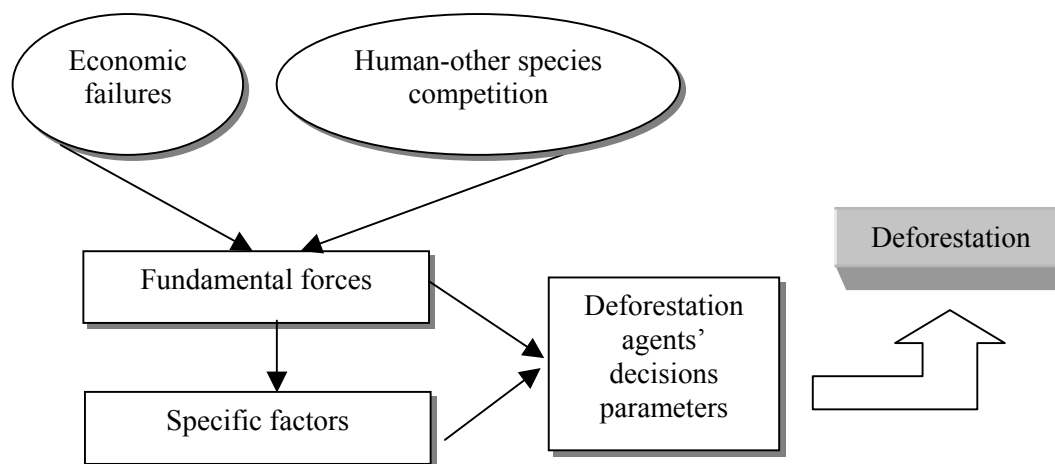 Economic
failures
Human-other species
competition
Deforestation
Fundamental forces
Deforestation
agents’
decisions
parameters
Specific factors